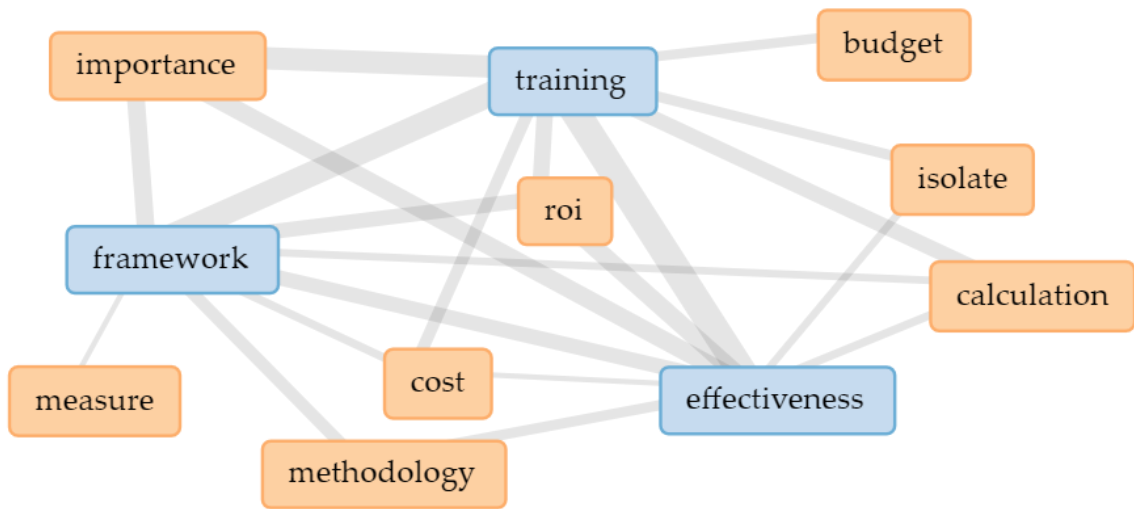 importance
training
budget
isolate
roi
framework
calculation
cost
measure
effectiveness
methodology